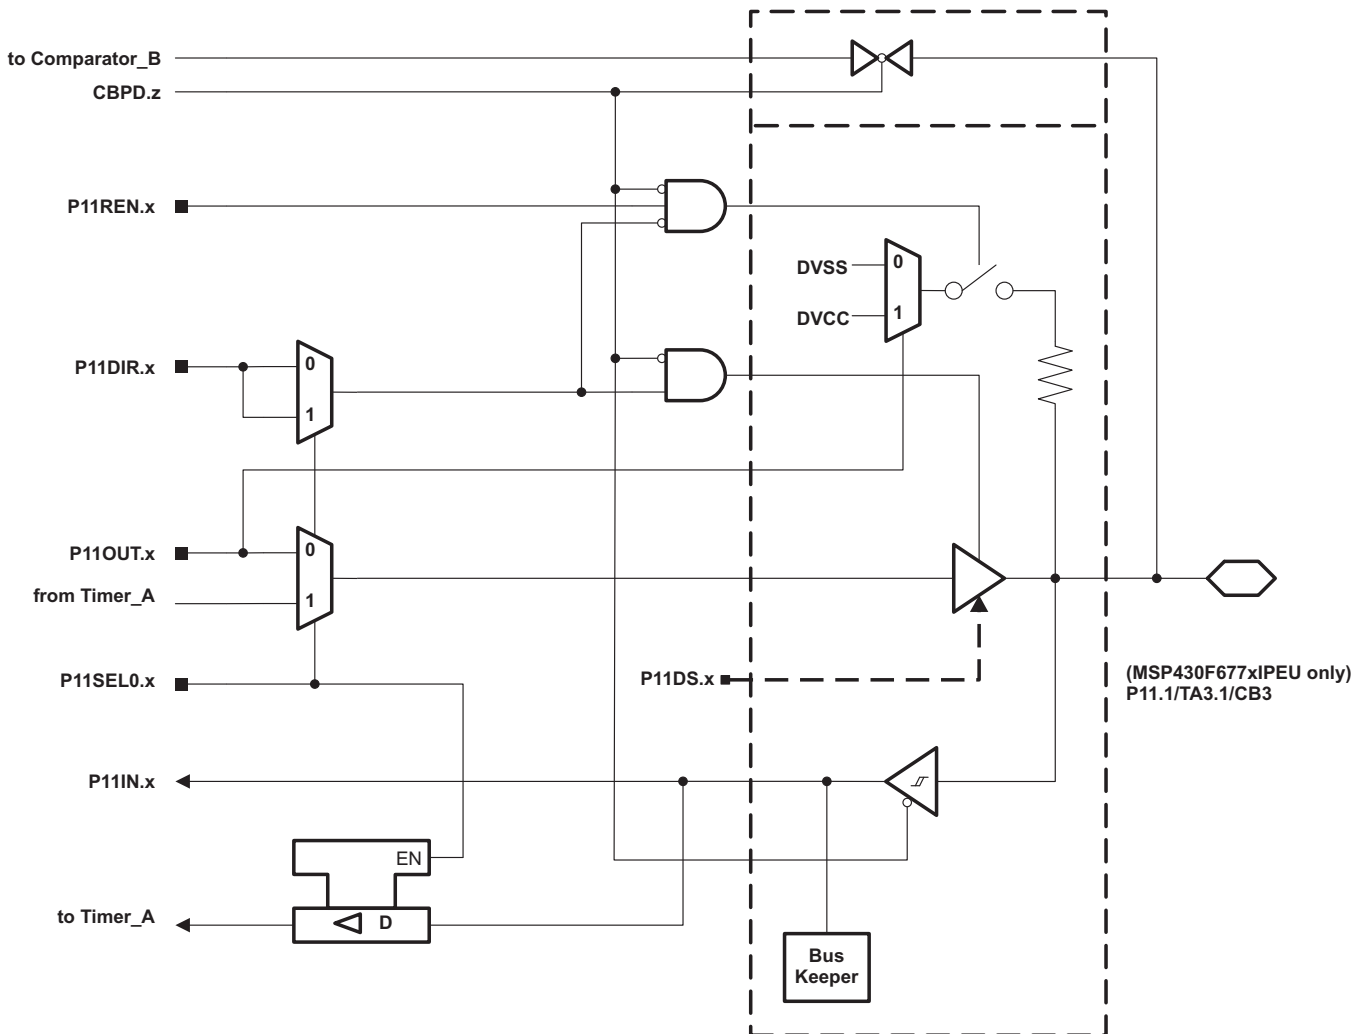 to Comparator_B
CBPD.z
P11REN.x
DVSS
0
DVCC
1
P11DIR.x
0
1
P11OUT.x
0
from Timer_A
1
P11SEL0.x
P11DS.x
(MSP430F677xIPEU only)
P11.1/TA3.1/CB3
P11IN.x
EN
to Timer_A
D
Bus
Keeper